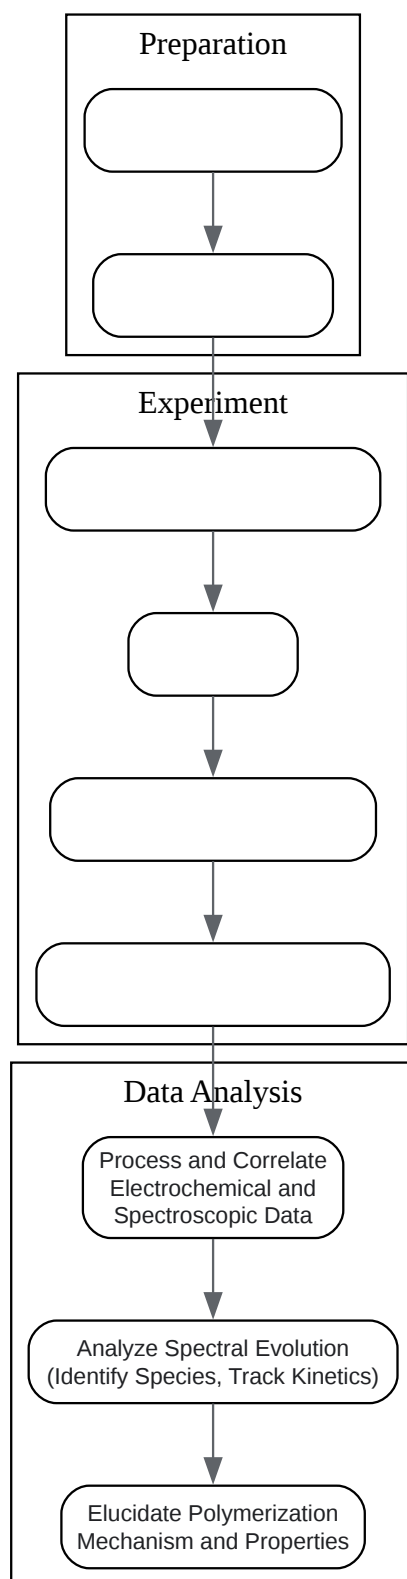 Preparation
Experiment
Data Analysis
Process and Correlate
Electrochemical and
Spectroscopic Data
Analyze Spectral Evolution
(Identify Species, Track Kinetics)
Elucidate Polymerization
Mechanism and Properties